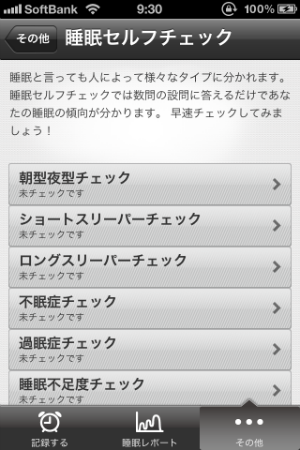 SoftBank 9:30 100%
その他 睡眠セルフチェック
睡眠と言っても人によって様々なタイプに分かれます。
睡眠セルフチェックでは数問の設問に答えるだけであな
たの睡眠の傾向が分かります。 早速チェックしてみま
しょう！
朝型夜型チェック
未チェックです
ショートスリーパーチェック
未チェックです
ロングスリーパーチェック
未チェックです
不眠症チェック
未チェックです
過眠症チェック
未チェックです
睡眠不足度チェック
未チェックです
記録する 睡眠レポート その他